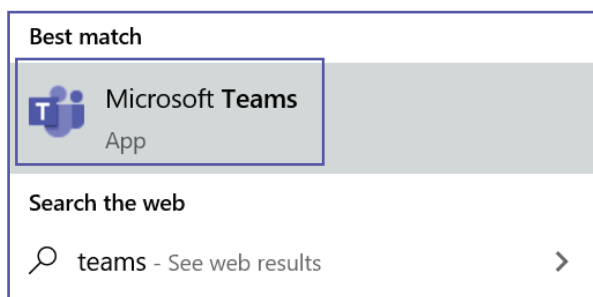 Best match
T
Microsoft Teams
App
Search the web
teams - See web results